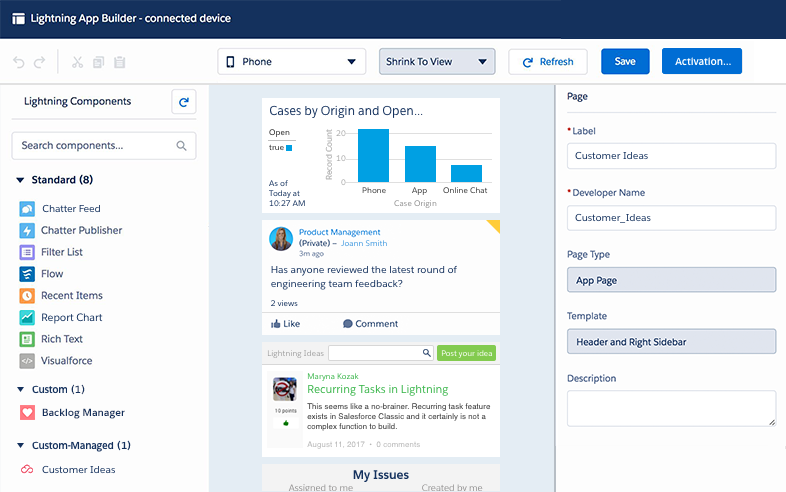 Lightning App Builder - connected device
Phone
Shrink To View
Refresh
Save
Activation...
Lightning Components
Search components...
Standard (8)
Chatter Feed
Chatter Publisher
Filter List
Flow
Recent Items
Report Chart
Rich Text
Visualforce
Custom (1)
Backlog Manager
Custom-Managed (1)
Customer Ideas
Cases by Origin and Open...
Open
true
As of
Today at
10:27 AM
Record Count
20
10
0
Phone
App
Online Chat
Case Origin
Product Management
(Private) – Joann Smith
3m ago
Has anyone reviewed the latest round of
engineering team feedback?
2 views
Like
Comment
Lightning Ideas
Post your idea
Maryna Kozak
Recurring Tasks in Lightning
10 points
This seems like a no-brainer. Recurring task feature
exists in Salesforce Classic and it certainly is not a
complex function to build.
August 11, 2017 • 0 comments
My Issues
Assigned to me
Created by me
Page
*Label
Customer Ideas
*Developer Name
Customer_Ideas
Page Type
App Page
Template
Header and Right Sidebar
Description